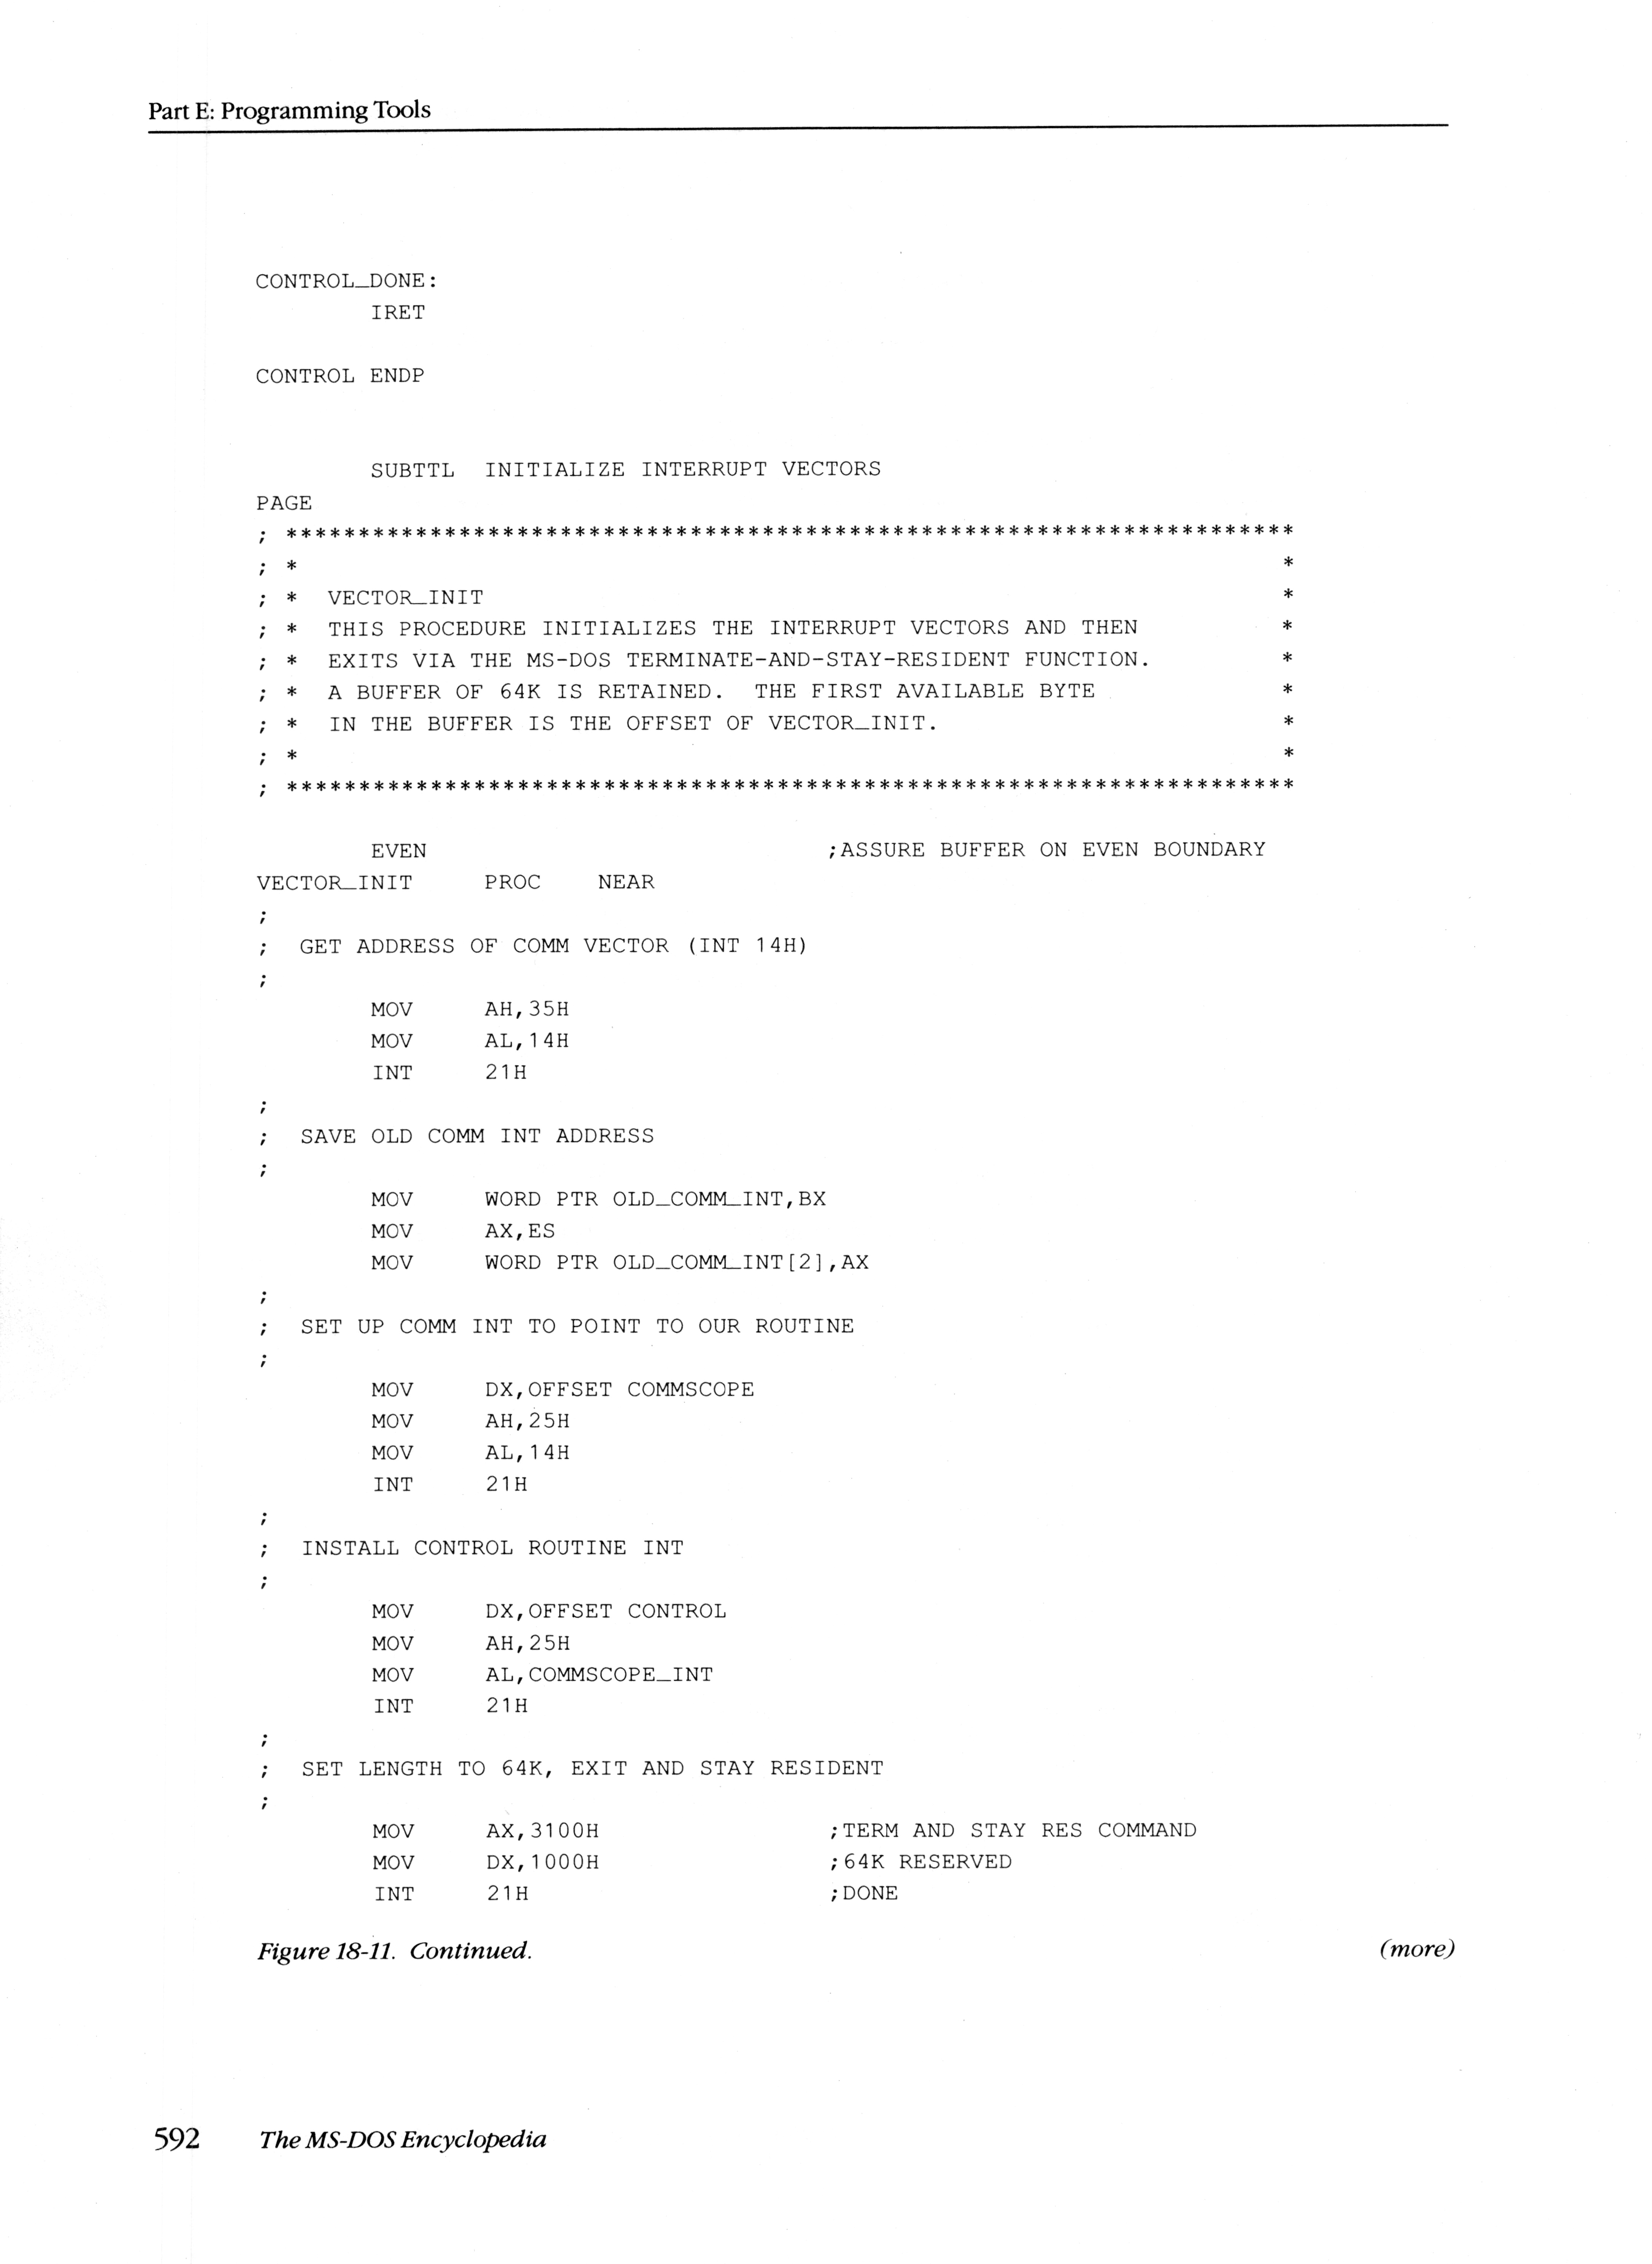 Part E: Programming Tools
CONTROL_DONE:
IRET
CONTROL ENDP
SUBTTL  INITIALIZE INTERRUPT VECTORS
PAGE
; ***********************************************************************
; *                                                                     *
; *  VECTOR_INIT                                                        *
; *  THIS PROCEDURE INITIALIZES THE INTERRUPT VECTORS AND THEN          *
; *  EXITS VIA THE MS-DOS TERMINATE-AND-STAY-RESIDENT FUNCTION.         *
; *  A BUFFER OF 64K IS RETAINED.  THE FIRST AVAILABLE BYTE             *
; *  IN THE BUFFER IS THE OFFSET OF VECTOR_INIT.                        *
; *                                                                     *
; ***********************************************************************
EVEN                            ;ASSURE BUFFER ON EVEN BOUNDARY
VECTOR_INIT     PROC    NEAR
;
;  GET ADDRESS OF COMM VECTOR (INT 14H)
;
MOV     AH,35H
MOV     AL,14H
INT     21H
;
;  SAVE OLD COMM INT ADDRESS
;
MOV     WORD PTR OLD_COMM_INT,BX
MOV     AX,ES
MOV     WORD PTR OLD_COMM_INT[2],AX
;
;  SET UP COMM INT TO POINT TO OUR ROUTINE
;
MOV     DX,OFFSET COMMSCOPE
MOV     AH,25H
MOV     AL,14H
INT     21H
;
;  INSTALL CONTROL ROUTINE INT
;
MOV     DX,OFFSET CONTROL
MOV     AH,25H
MOV     AL,COMMSCOPE_INT
INT     21H
;
;  SET LENGTH TO 64K, EXIT AND STAY RESIDENT
;
MOV     AX,3100H                ;TERM AND STAY RES COMMAND
MOV     DX,1000H                ;64K RESERVED
INT     21H                     ;DONE
Figure 18-11. Continued. (more)
592 The MS-DOS Encyclopedia